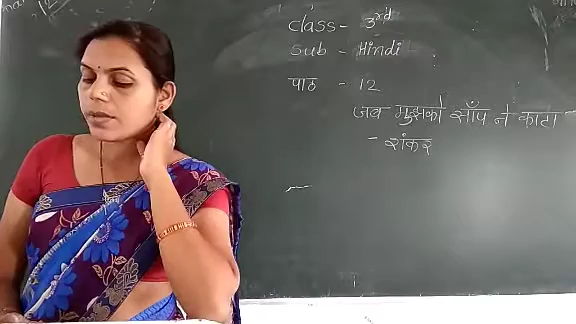 Class - 3rd
Sub - Hindi
पाठ - 12
जब मुझको साँप ने काटा -
- शंकर